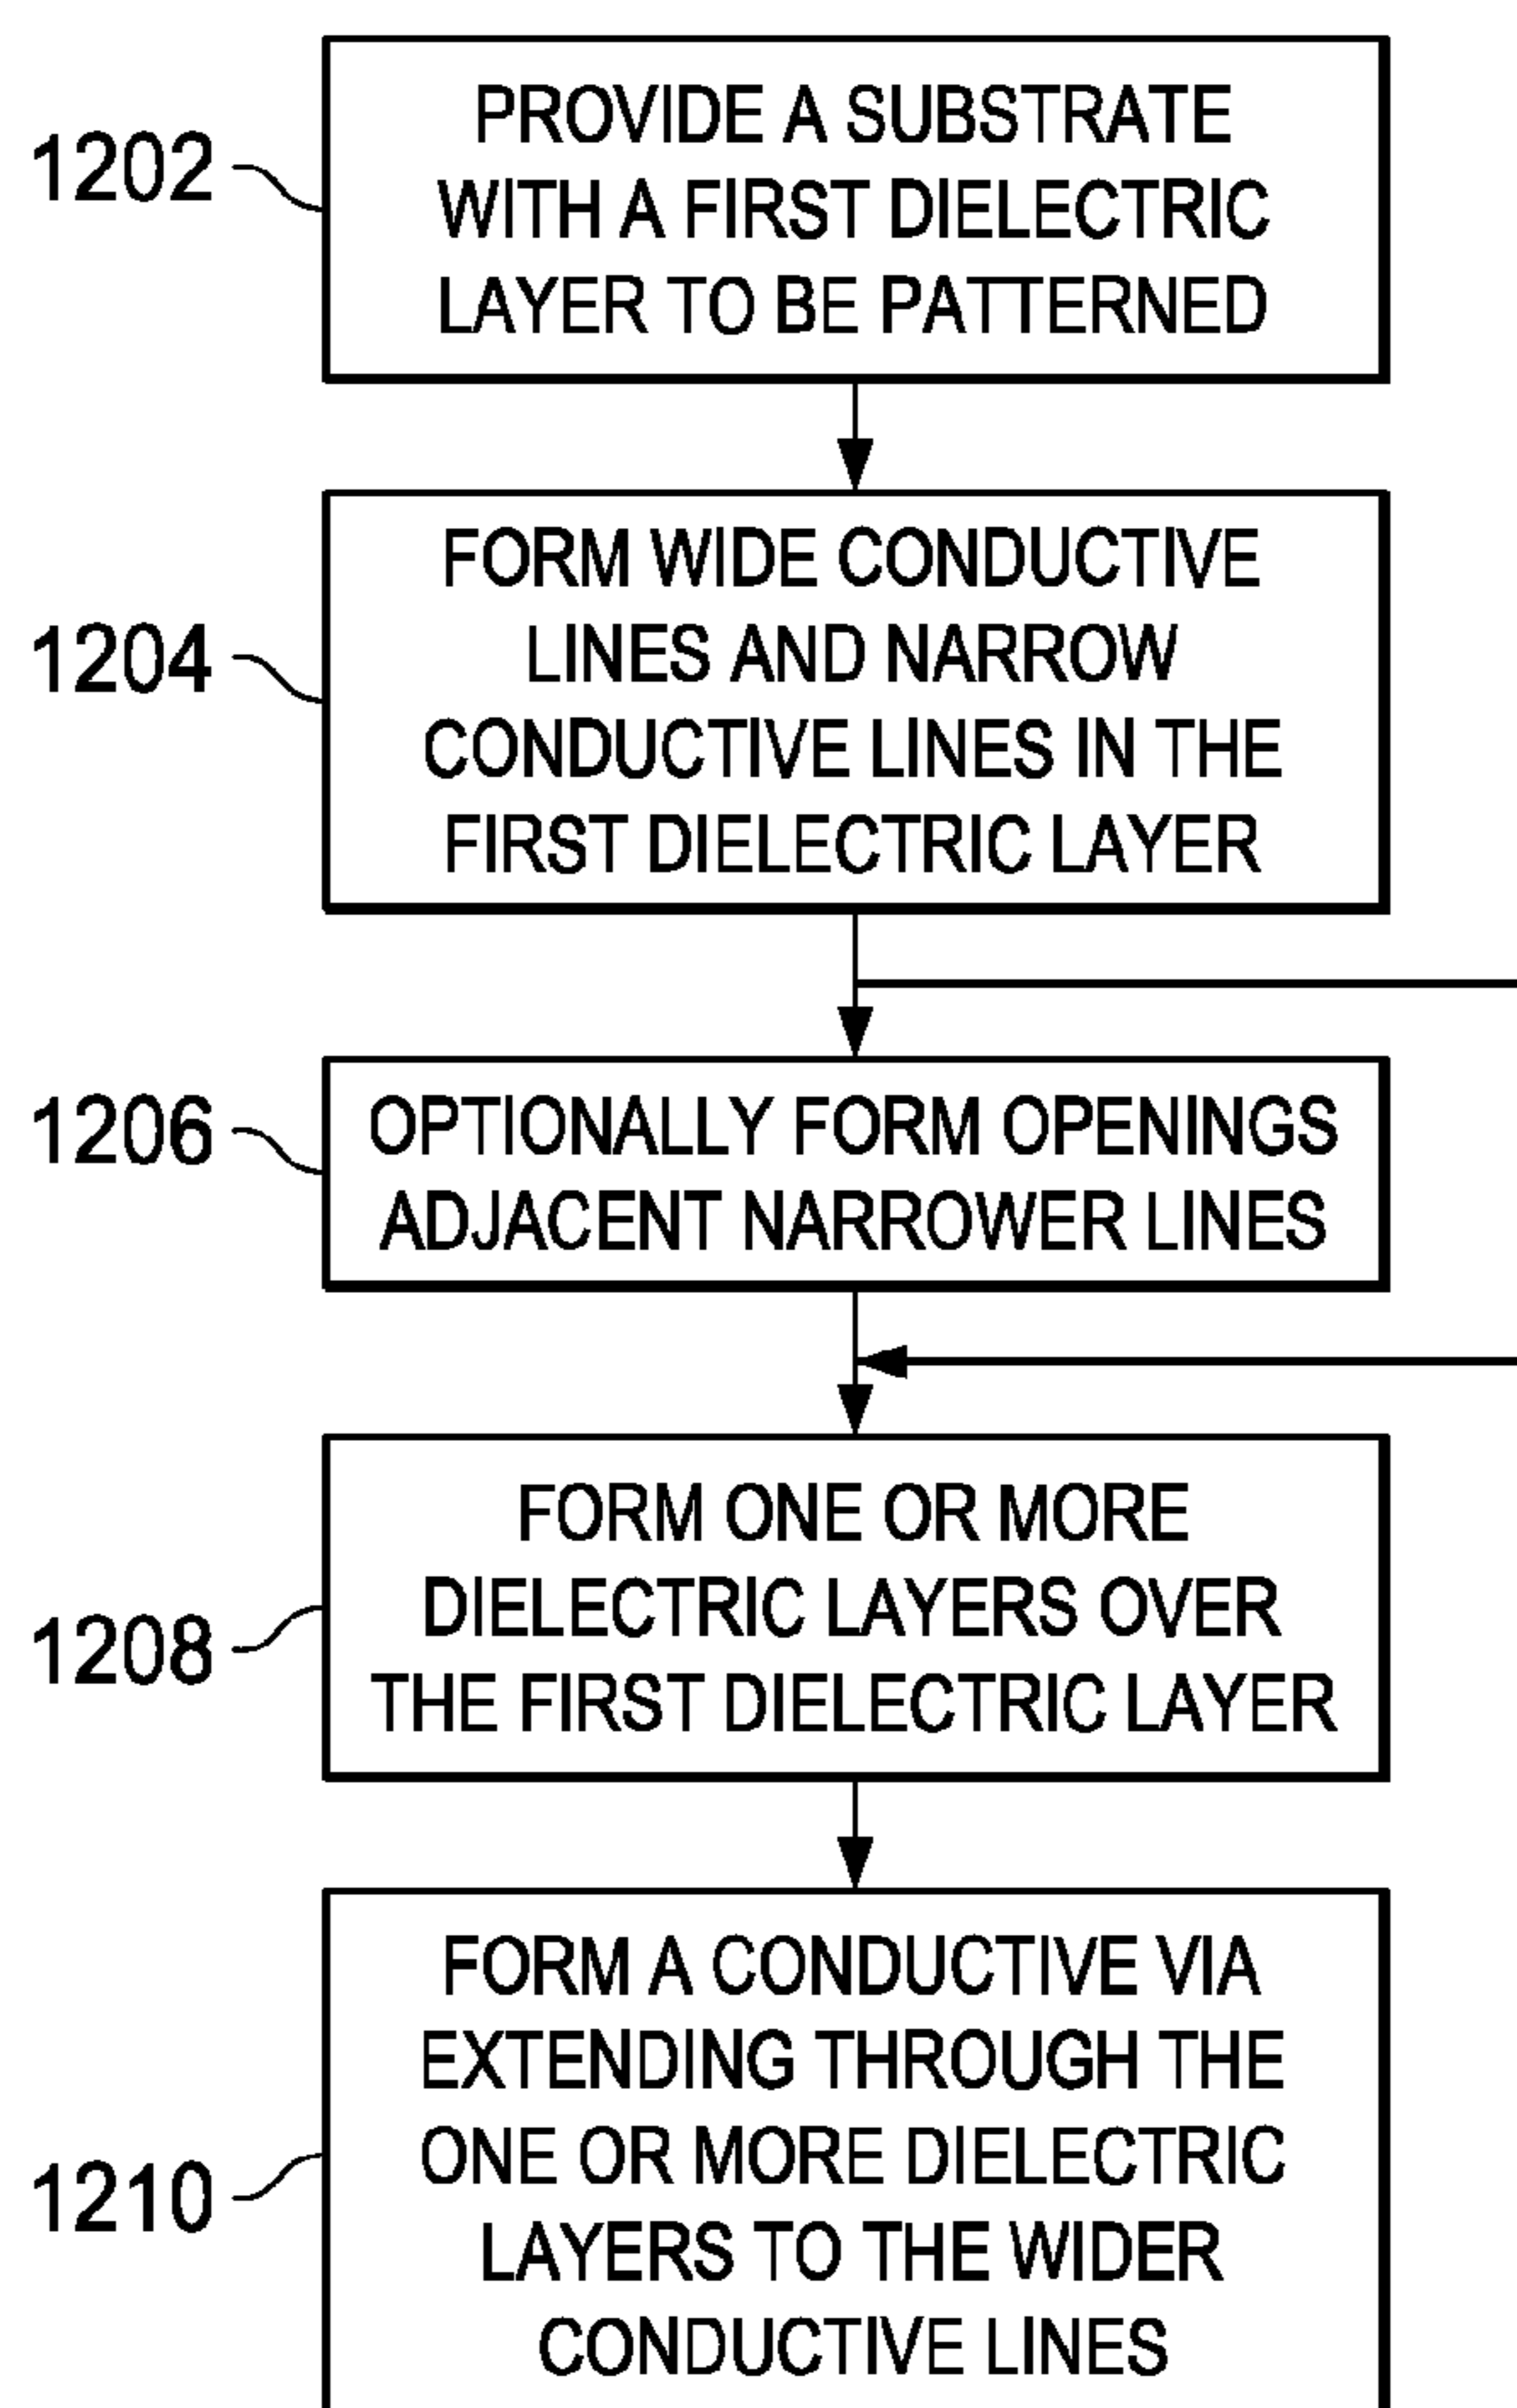 1202
PROVIDE A SUBSTRATE
WITH A FIRST DIELECTRIC
LAYER TO BE PATTERNED
1204
FORM WIDE CONDUCTIVE
LINES AND NARROW
CONDUCTIVE LINES IN THE
FIRST DIELECTRIC LAYER
1206
OPTIONALLY FORM OPENINGS
ADJACENT NARROWER LINES
1208
FORM ONE OR MORE
DIELECTRIC LAYERS OVER
THE FIRST DIELECTRIC LAYER
1210
FORM A CONDUCTIVE VIA
EXTENDING THROUGH THE
ONE OR MORE DIELECTRIC
LAYERS TO THE WIDER
CONDUCTIVE LINES